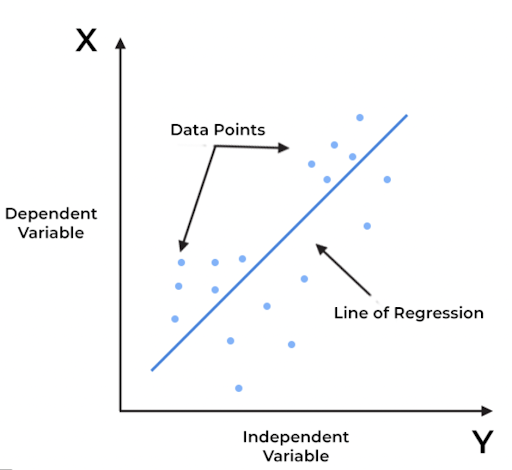 X
Data Points
Dependent
Variable
Line of Regression
Independent
Variable
Y